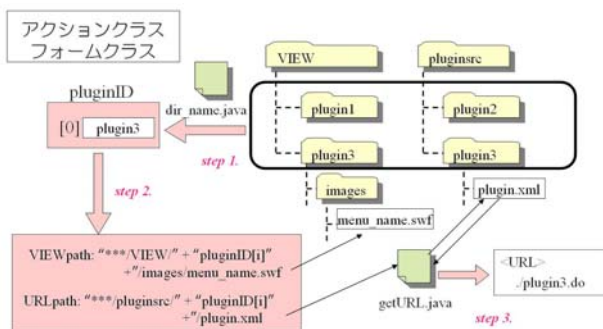 アクションクラス
フォームクラス
VIEW
pluginsrc
pluginID
dir_name.java
[0] plugin3
step 1.
plugin1
plugin2
plugin3
plugin3
step 2.
images
plugin.xml
menu_name.swf
VIEWpath: “***/VIEW/” + “pluginID[i]”
+”/images/menu_name.swf
URLpath: “***/pluginsrc/” + “pluginID[i]”
+”/plugin.xml
getURL.java
<URL>
./plugin3.do
step 3.